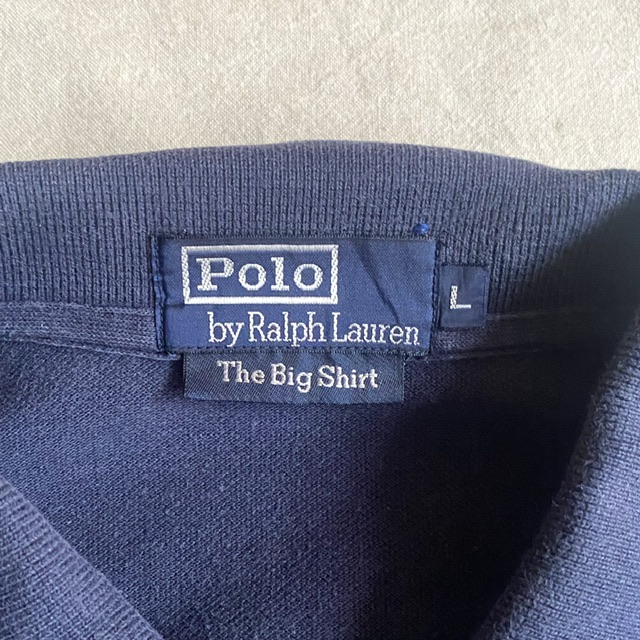 Polo
by Ralph Lauren
L
The Big Shirt